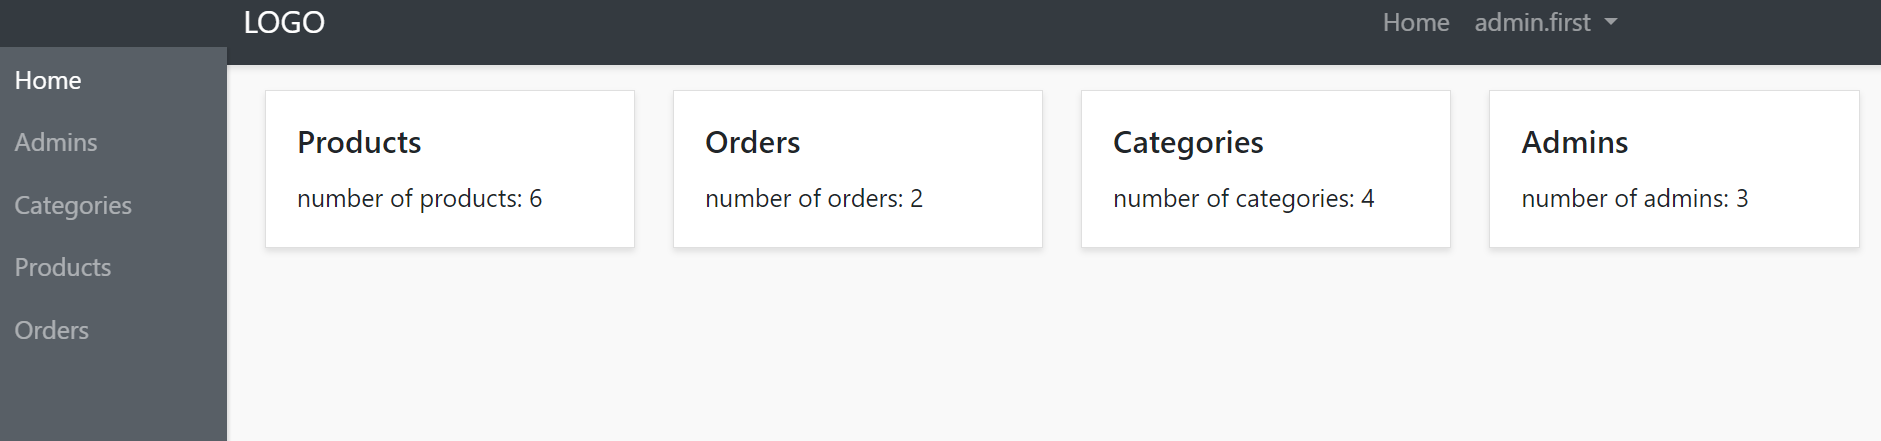 LOGO
Home
admin.first
Home
Admins
Categories
Products
Orders
Products
number of products: 6
Orders
number of orders: 2
Categories
number of categories: 4
Admins
number of admins: 3